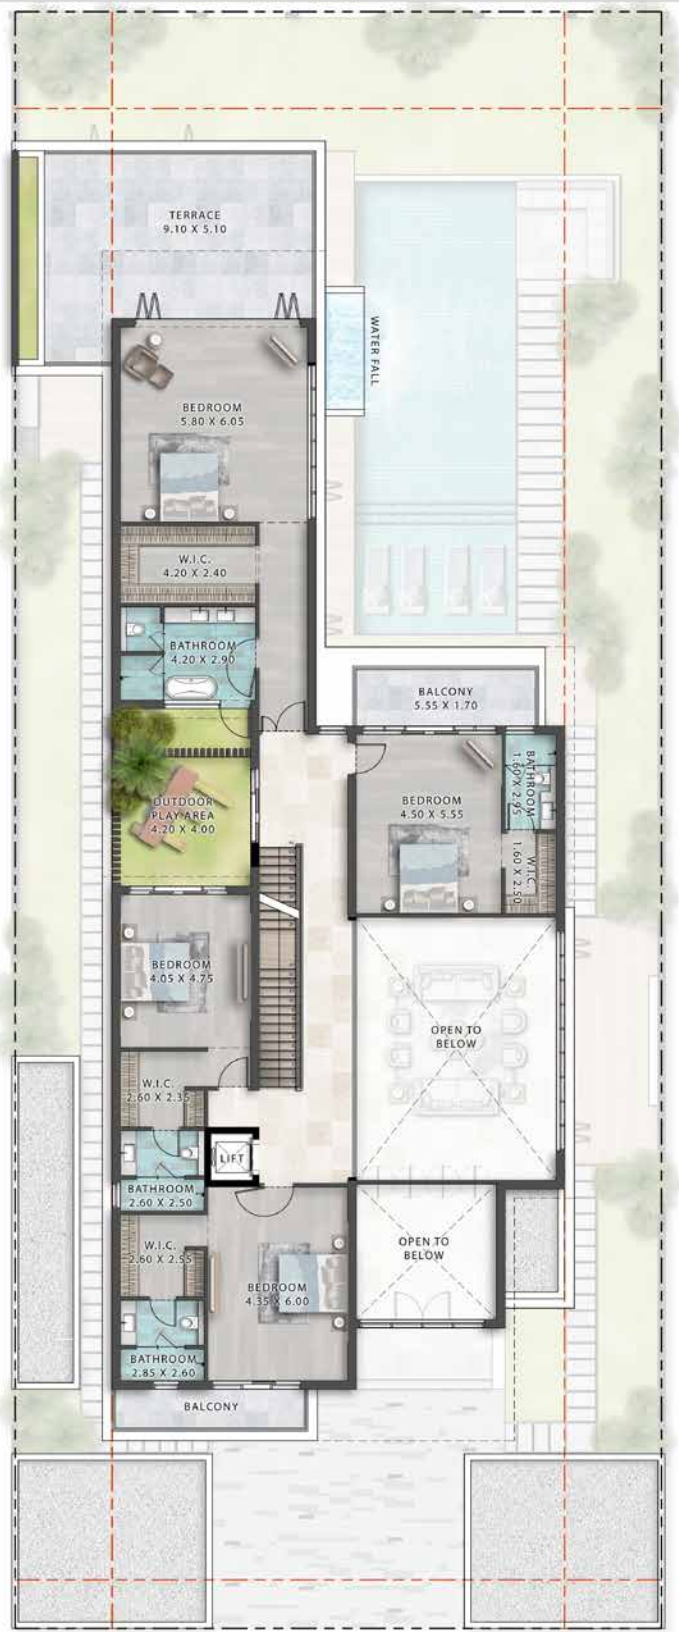 TERRACE
9.10 X 5.10
WATER FALL
BEDROOM
5.80 X 6.05
W.I.C.
4.20 X 2.40
BATHROOM
4.20 X 2.90
BALCONY
5.55 X 1.70
OUTDOOR
PLAY AREA
4.20 X 4.00
BEDROOM
4.50 X 5.55
BATHROOM
1.60 X 2.95
W.I.C.
1.60 X 2.50
BEDROOM
4.05 X 4.75
OPEN TO
BELOW
W.I.C.
2.60 X 2.35
LIFT
BATHROOM
2.60 X 2.50
W.I.C.
2.60 X 2.55
OPEN TO
BELOW
BEDROOM
4.35 X 6.00
BATHROOM
2.85 X 2.60
BALCONY